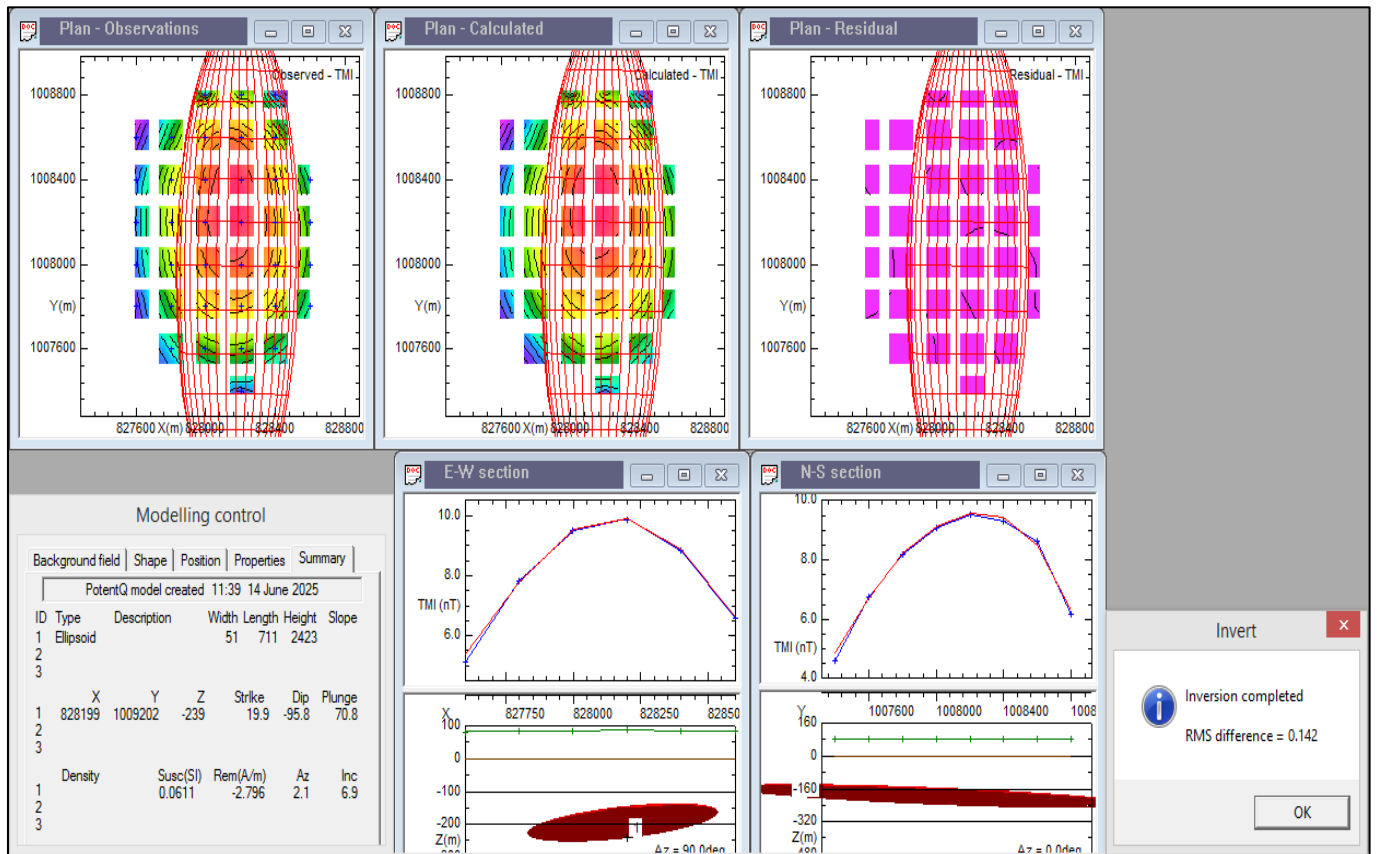 Plan - Observations
Observed - TMI
1008800
1008400
1008000
Y(m)
1007600
827600 X(m) 828000 828400 828800
Plan - Calculated
Calculated - TMI
1008800
1008400
1008000
Y(m)
1007600
827600 X(m) 828000 828400 828800
Plan - Residual
Residual - TMI
1008800
1008400
1008000
Y(m)
1007600
827600 X(m) 828000 828400 828800
Modelling control
Background field Shape Position Properties Summary
PotentQ model created 11:39 14 June 2025
ID Type Description Width Length Height Slope
1 Ellipsoid 51 711 2423
2
3
X Y Z Strlke Dip Plunge
1 828199 1009202 -239 19.9 -95.8 70.8
2
3
Density Susc(SI) Rem(A/m) Az Inc
1 0.0611 -2.796 2.1 6.9
2
3
E-W section
10.0
8.0
TMI (nT)
6.0
X 827750 828000 828250 82850
100
0
-100
-200
1
Z(m)
Az = 90.0deg
N-S section
10.0
8.0
6.0
TMI (nT)
4.0
Y 1007600 1008000 1008400 1008
160
0
-160
-320
Z(m)
-480
Az = 0.0deg
Invert
x
Inversion completed
RMS difference = 0.142
OK